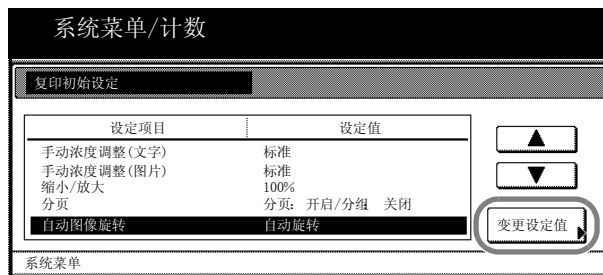 系统菜单/计数
复印初始设定
设定项目 设定值
手动浓度调整(文字) 标准
手动浓度调整(图片) 标准
缩小/放大 100%
分页 分页: 开启/分组 关闭
自动图像旋转 自动旋转
变更设定值
系统菜单